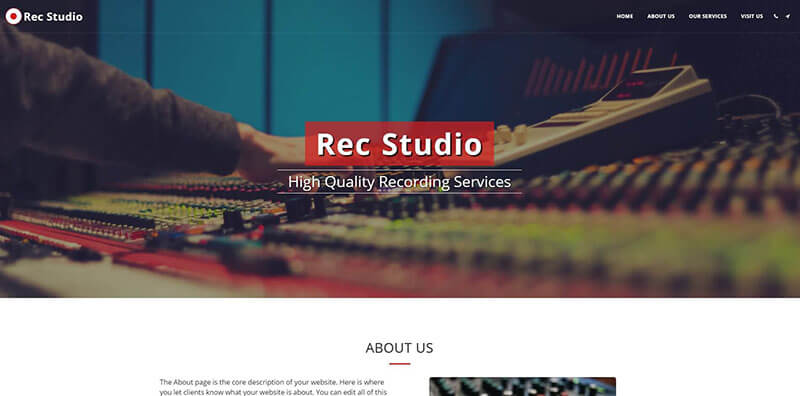 Rec Studio
HOME ABOUT US OUR SERVICES VISIT US
Rec Studio
High Quality Recording Services
ABOUT US
The About page is the core description of your website. Here is where
you let clients know what your website is about. You can edit all of this